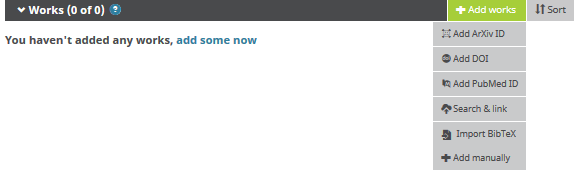 Works (0 of 0) ? Add works Sort
You haven't added any works, add some now
Add ArXiv ID
Add DOI
Add PubMed ID
Search & link
Import BibTeX
Add manually